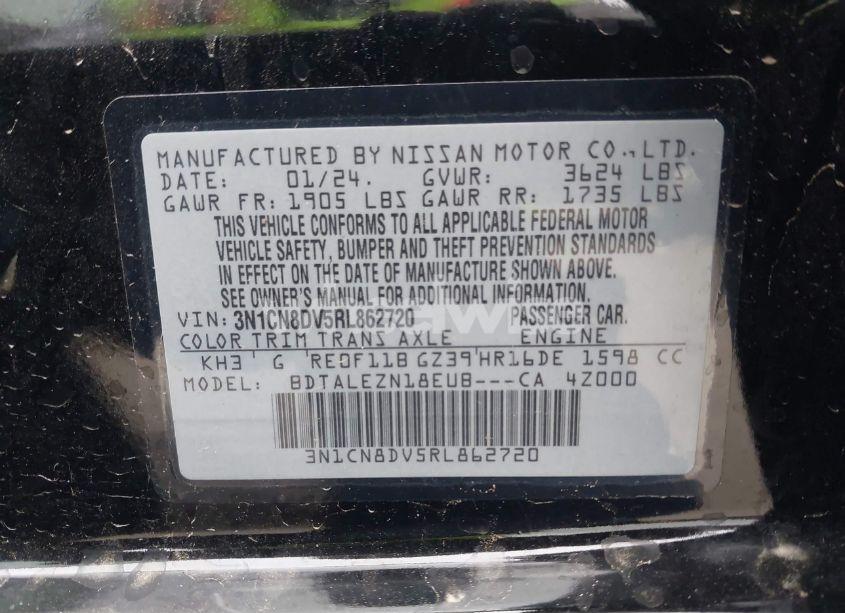 MANUFACTURED BY NISSAN MOTOR CO.,LTD.
DATE: 01/24. GVWR: 3624 LBS
GAWR FR: 1905 LBS GAWR RR: 1735 LBS
THIS VEHICLE CONFORMS TO ALL APPLICABLE FEDERAL MOTOR
VEHICLE SAFETY, BUMPER AND THEFT PREVENTION STANDARDS
IN EFFECT ON THE DATE OF MANUFACTURE SHOWN ABOVE.
SEE OWNER'S MANUAL FOR ADDITIONAL INFORMATION.
VIN: 3N1CN8DV5RL862720 PASSENGER CAR.
COLOR TRIM TRANS AXLE ENGINE
KH3 G RE0F11B GZ39 HR16DE 1598 CC
MODEL: BDTALEZN18EUB---CA 4Z000
3N1CN8DV5RL862720